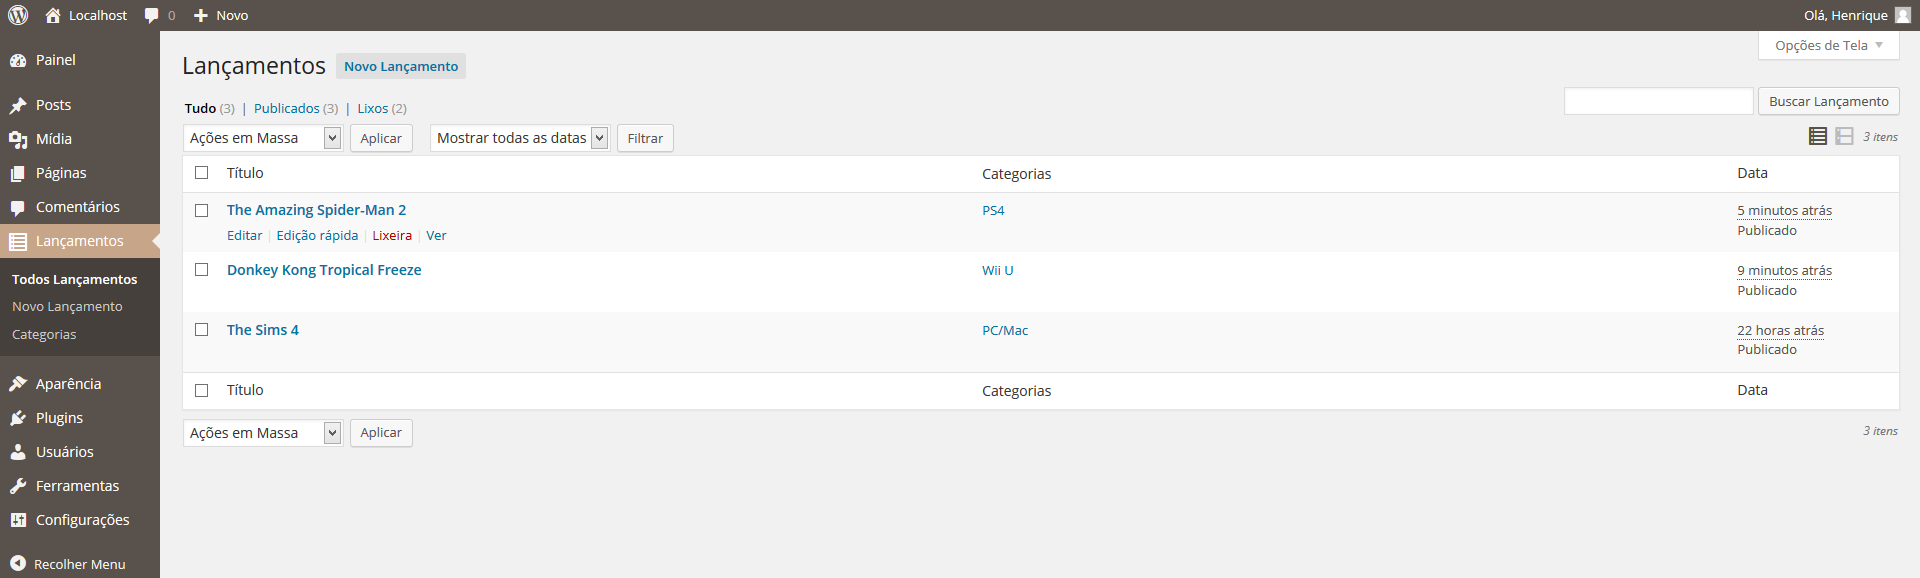 Localhost 0 Novo Olá, Henrique
Opções de Tela
Painel
Posts
Mídia
Páginas
Comentários
Lançamentos
Todos Lançamentos
Novo Lançamento
Categorias
Aparência
Plugins
Usuários
Ferramentas
Configurações
Recolher Menu
Lançamentos Novo Lançamento
Tudo (3) | Publicados (3) | Lixos (2)
Buscar Lançamento
Ações em Massa Aplicar Mostrar todas as datas Filtrar 3 itens
Título Categorias Data
The Amazing Spider-Man 2 PS4 5 minutos atrás
Editar | Edição rápida | Lixeira | Ver Publicado
Donkey Kong Tropical Freeze Wii U 9 minutos atrás
Publicado
The Sims 4 PC/Mac 22 horas atrás
Publicado
Título Categorias Data
Ações em Massa Aplicar 3 itens